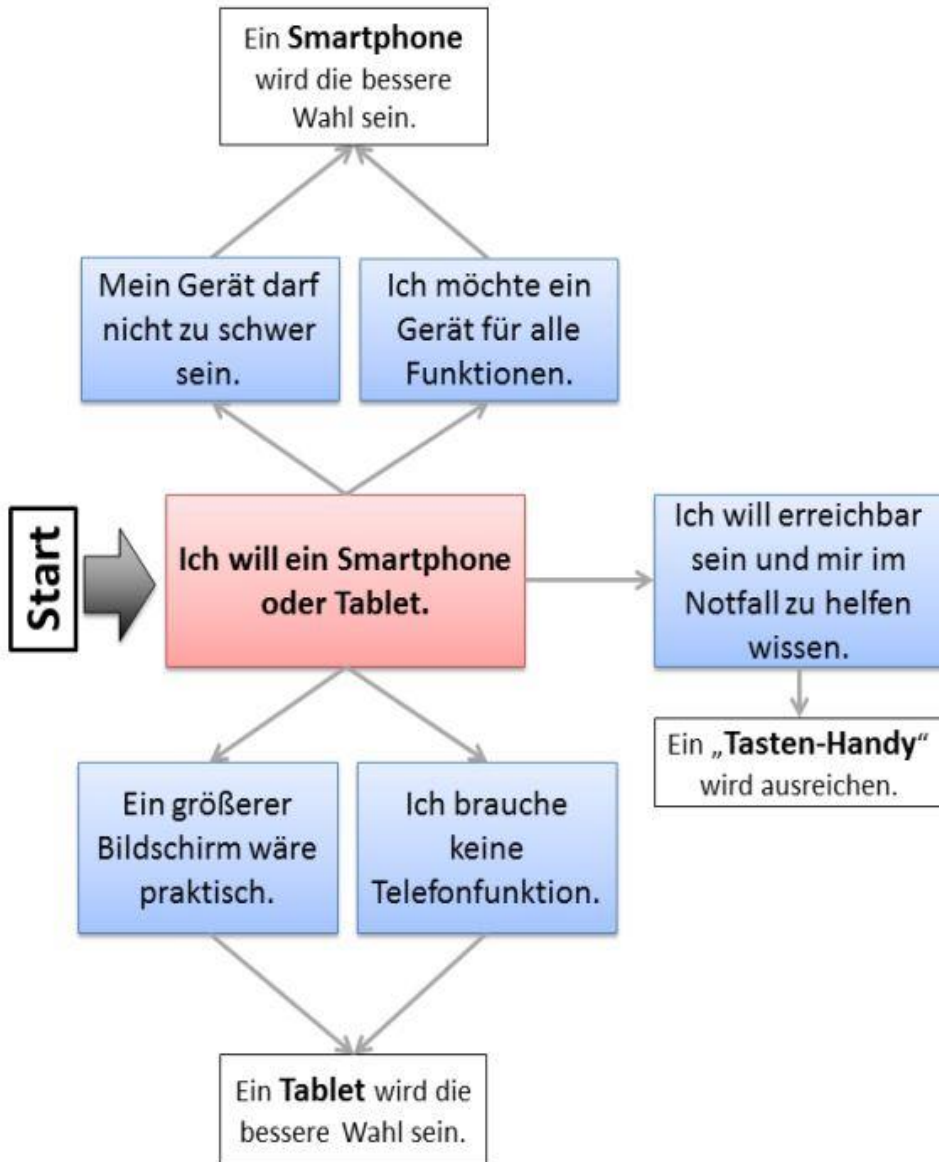 Ein Smartphone
wird die bessere
Wahl sein.
Mein Gerät darf
nicht zu schwer
sein.
Ich möchte ein
Gerät für alle
Funktionen.
Start
Ich will ein Smartphone
oder Tablet.
Ich will erreichbar
sein und mir im
Notfall zu helfen
wissen.
Ein „Tasten-Handy“
wird ausreichen.
Ein größerer
Bildschirm wäre
praktisch.
Ich brauche
keine
Telefonfunktion.
Ein Tablet wird die
bessere Wahl sein.